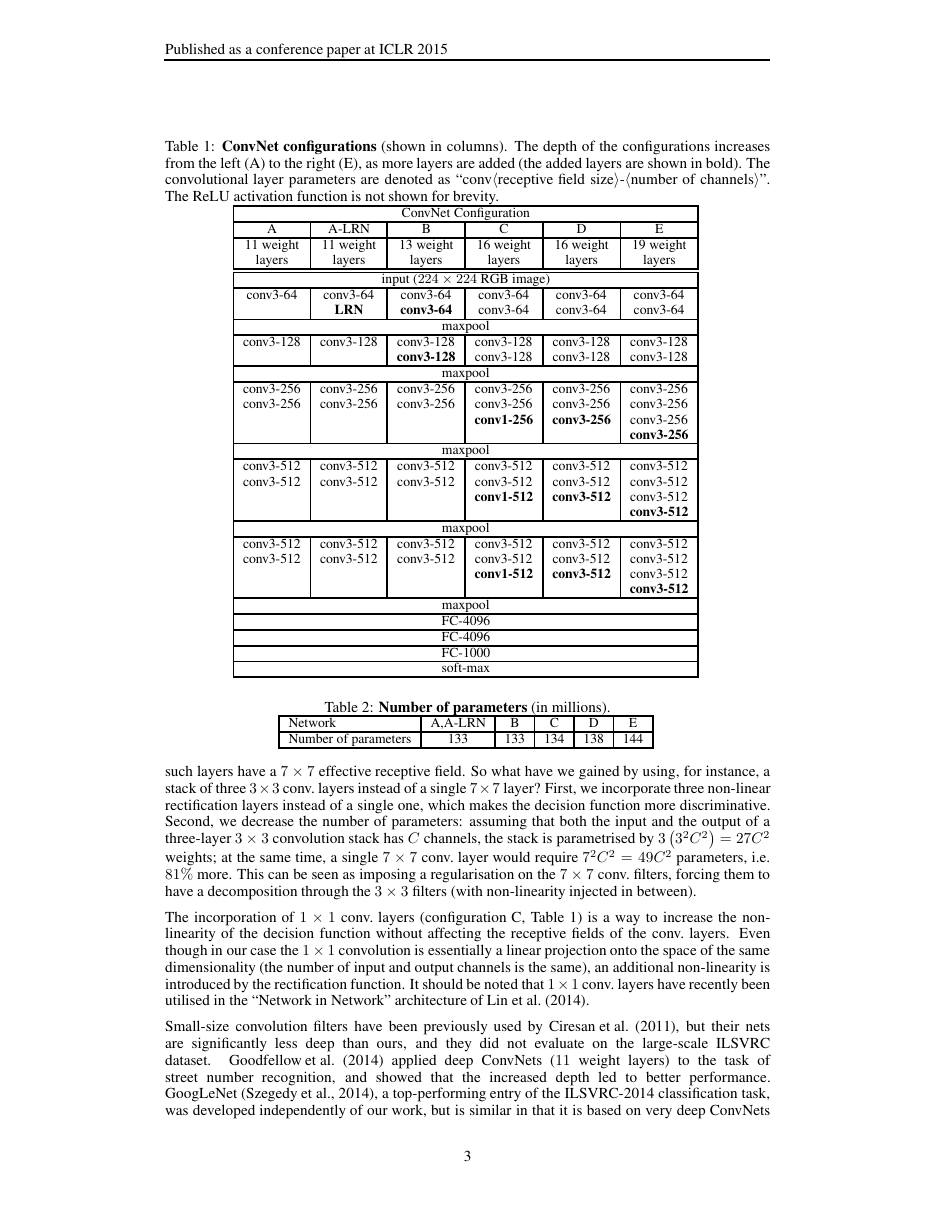 Published as a conference paper at ICLR 2015
Table 1: ConvNet configurations (shown in columns). The depth of the configurations increases
from the left (A) to the right (E), as more layers are added (the added layers are shown in bold). The
convolutional layer parameters are denoted as “conv⟨receptive field size⟩-⟨number of channels⟩”.
The ReLU activation function is not shown for brevity.
ConvNet Configuration
A A-LRN B C D E
11 weight 11 weight 13 weight 16 weight 16 weight 19 weight
layers layers layers layers layers layers
input (224 × 224 RGB image)
conv3-64 conv3-64 conv3-64 conv3-64 conv3-64 conv3-64
LRN conv3-64 conv3-64 conv3-64 conv3-64
maxpool
conv3-128 conv3-128 conv3-128 conv3-128 conv3-128 conv3-128
conv3-128 conv3-128 conv3-128 conv3-128
maxpool
conv3-256 conv3-256 conv3-256 conv3-256 conv3-256 conv3-256
conv3-256 conv3-256 conv3-256 conv3-256 conv3-256 conv3-256
conv1-256 conv3-256 conv3-256
conv3-256
maxpool
conv3-512 conv3-512 conv3-512 conv3-512 conv3-512 conv3-512
conv3-512 conv3-512 conv3-512 conv3-512 conv3-512 conv3-512
conv1-512 conv3-512 conv3-512
conv3-512
maxpool
conv3-512 conv3-512 conv3-512 conv3-512 conv3-512 conv3-512
conv3-512 conv3-512 conv3-512 conv3-512 conv3-512 conv3-512
conv1-512 conv3-512 conv3-512
conv3-512
maxpool
FC-4096
FC-4096
FC-1000
soft-max
Table 2: Number of parameters (in millions).
Network A,A-LRN B C D E
Number of parameters 133 133 134 138 144
such layers have a 7 × 7 effective receptive field. So what have we gained by using, for instance, a
stack of three 3×3 conv. layers instead of a single 7×7 layer? First, we incorporate three non-linear
rectification layers instead of a single one, which makes the decision function more discriminative.
Second, we decrease the number of parameters: assuming that both the input and the output of a
three-layer 3 × 3 convolution stack has C channels, the stack is parametrised by 3 (3²C²) = 27C²
weights; at the same time, a single 7 × 7 conv. layer would require 7²C² = 49C² parameters, i.e.
81% more. This can be seen as imposing a regularisation on the 7 × 7 conv. filters, forcing them to
have a decomposition through the 3 × 3 filters (with non-linearity injected in between).
The incorporation of 1 × 1 conv. layers (configuration C, Table 1) is a way to increase the non-
linearity of the decision function without affecting the receptive fields of the conv. layers. Even
though in our case the 1 × 1 convolution is essentially a linear projection onto the space of the same
dimensionality (the number of input and output channels is the same), an additional non-linearity is
introduced by the rectification function. It should be noted that 1×1 conv. layers have recently been
utilised in the “Network in Network” architecture of Lin et al. (2014).
Small-size convolution filters have been previously used by Ciresan et al. (2011), but their nets
are significantly less deep than ours, and they did not evaluate on the large-scale ILSVRC
dataset. Goodfellow et al. (2014) applied deep ConvNets (11 weight layers) to the task of
street number recognition, and showed that the increased depth led to better performance.
GoogLeNet (Szegedy et al., 2014), a top-performing entry of the ILSVRC-2014 classification task,
was developed independently of our work, but is similar in that it is based on very deep ConvNets
3